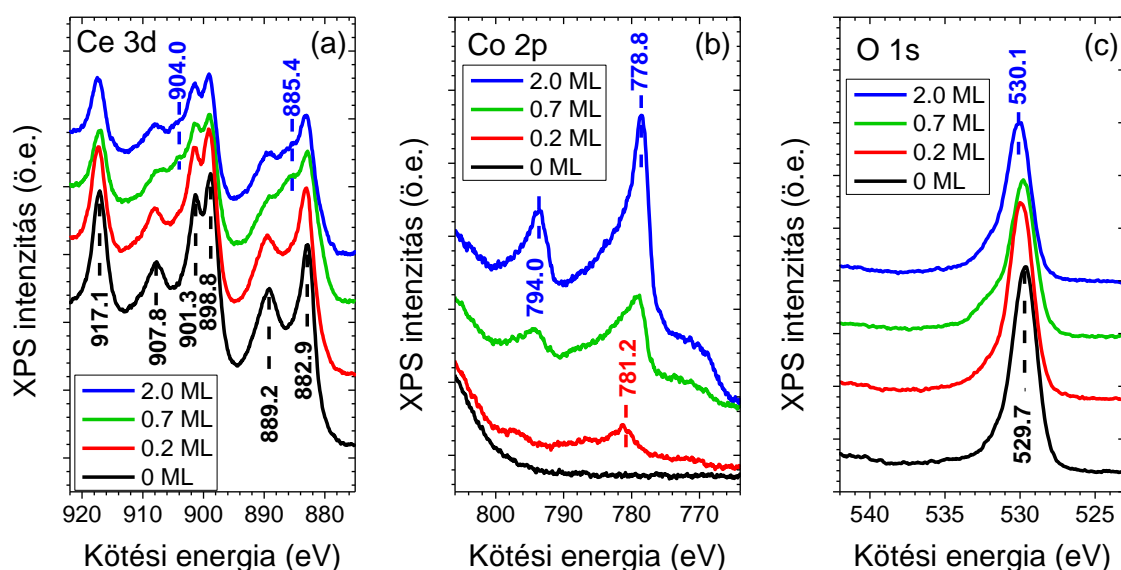 Ce 3d (a)
904.0
885.4
917.1
907.8
901.3
898.8
889.2
882.9
2.0 ML
0.7 ML
0.2 ML
0 ML
XPS intenzitás (ö.e.)
920 910 900 890 880
Kötési energia (eV)
Co 2p (b)
2.0 ML
0.7 ML
0.2 ML
0 ML
778.8
794.0
781.2
XPS intenzitás (ö.e.)
800 790 780 770
Kötési energia (eV)
O 1s (c)
2.0 ML
0.7 ML
0.2 ML
0 ML
530.1
529.7
XPS intenzitás (ö.e.)
540 535 530 525
Kötési energia (eV)